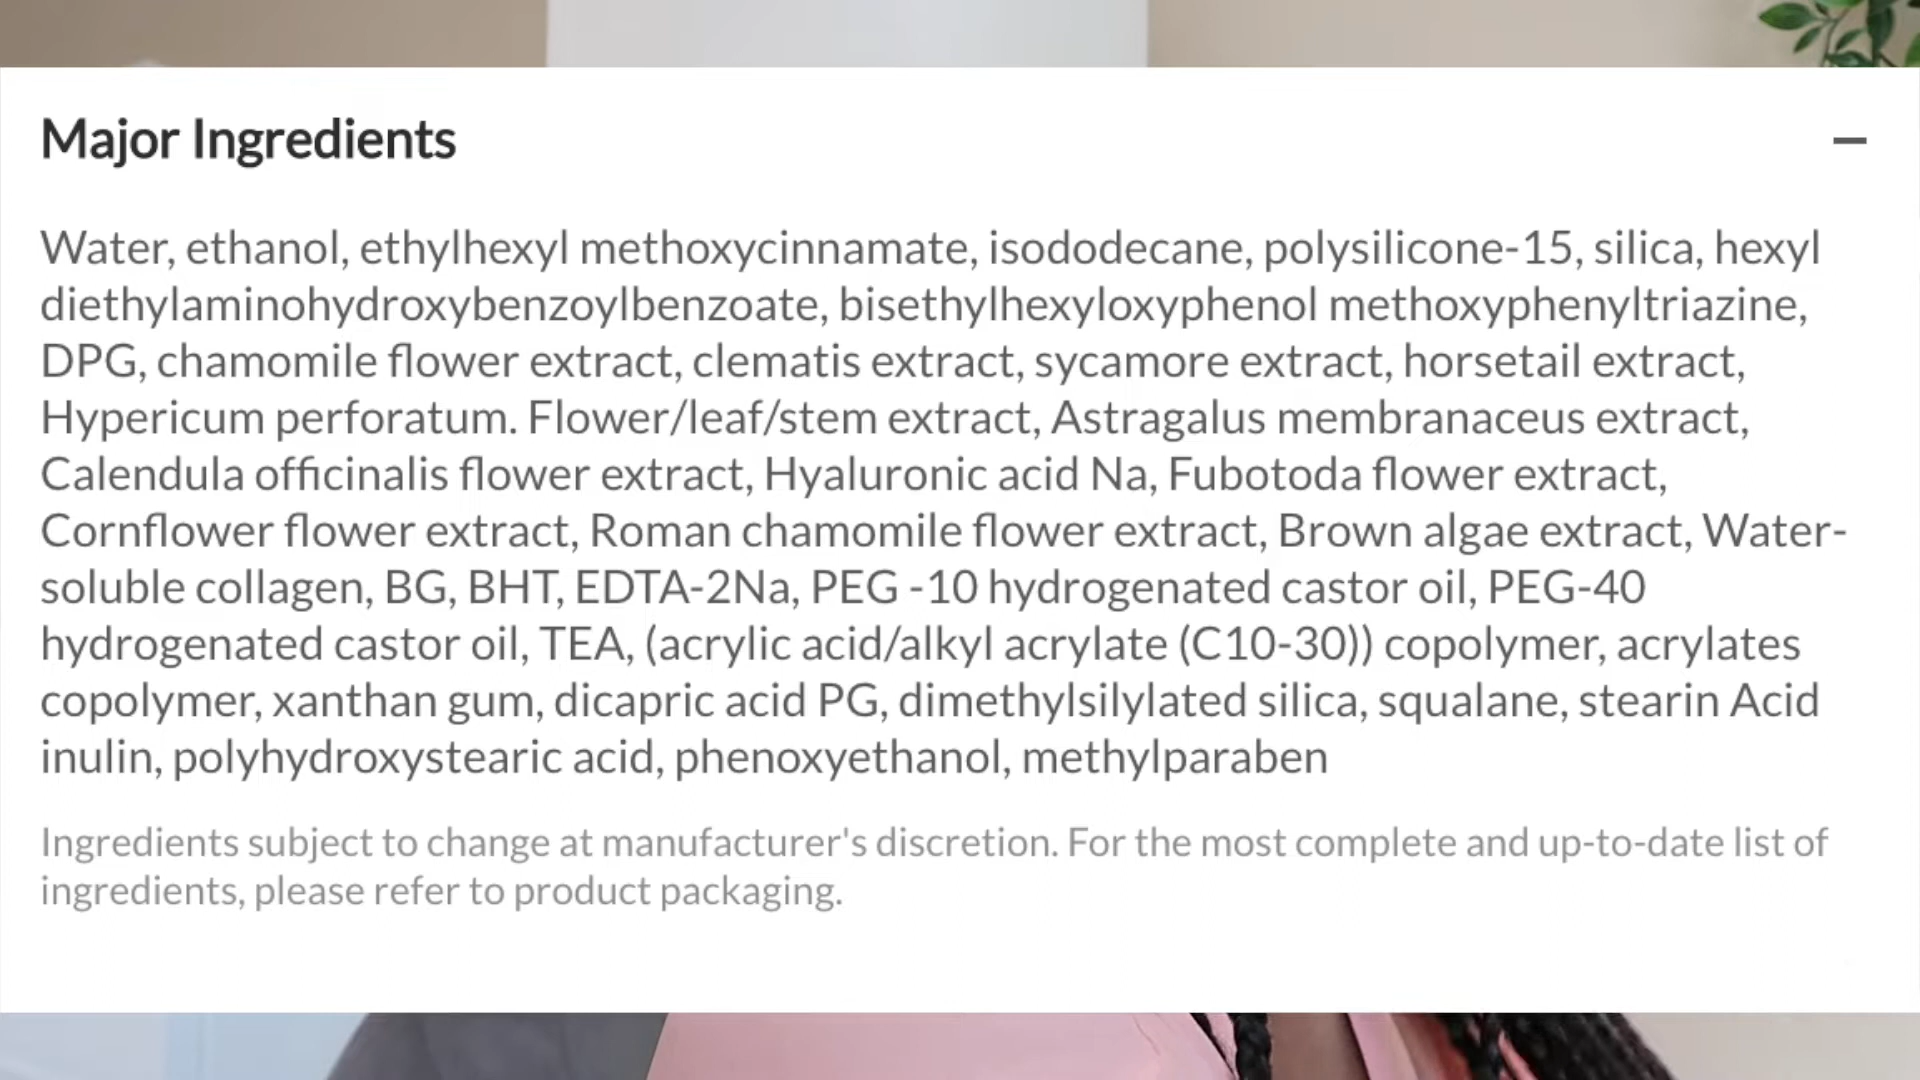 Major Ingredients
Water, ethanol, ethylhexyl methoxycinnamate, isododecane, polysilicone-15, silica, hexyl
diethylaminohydroxybenzoylbenzoate, bisethylhexyloxyphenol methoxyphenyltriazine,
DPG, chamomile flower extract, clematis extract, sycamore extract, horsetail extract,
Hypericum perforatum. Flower/leaf/stem extract, Astragalus membranaceus extract,
Calendula officinalis flower extract, Hyaluronic acid Na, Fubotoda flower extract,
Cornflower flower extract, Roman chamomile flower extract, Brown algae extract, Water-
soluble collagen, BG, BHT, EDTA-2Na, PEG -10 hydrogenated castor oil, PEG-40
hydrogenated castor oil, TEA, (acrylic acid/alkyl acrylate (C10-30)) copolymer, acrylates
copolymer, xanthan gum, dicapric acid PG, dimethylsilylated silica, squalane, stearin Acid
inulin, polyhydroxystearic acid, phenoxyethanol, methylparaben
Ingredients subject to change at manufacturer's discretion. For the most complete and up-to-date list of
ingredients, please refer to product packaging.